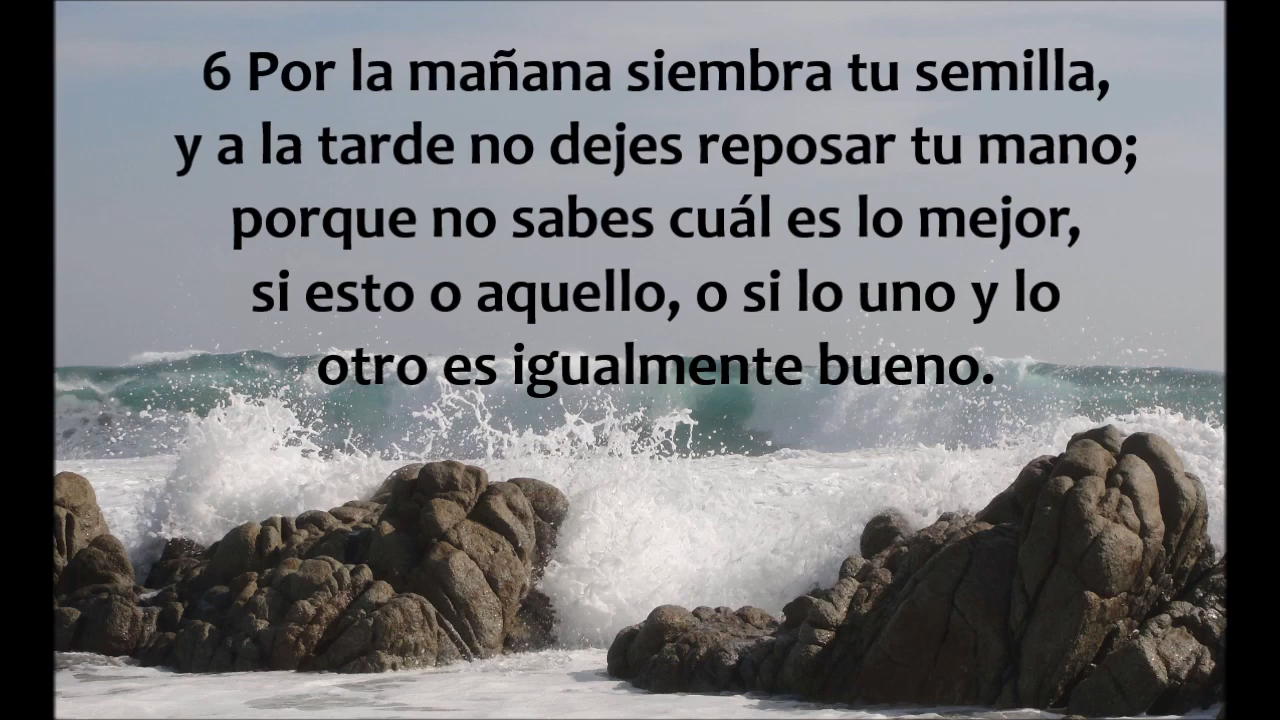 6 Por la mañana siembra tu semilla,
y a la tarde no dejes reposar tu mano;
porque no sabes cuál es lo mejor,
si esto o aquello, o si lo uno y lo
otro es igualmente bueno.